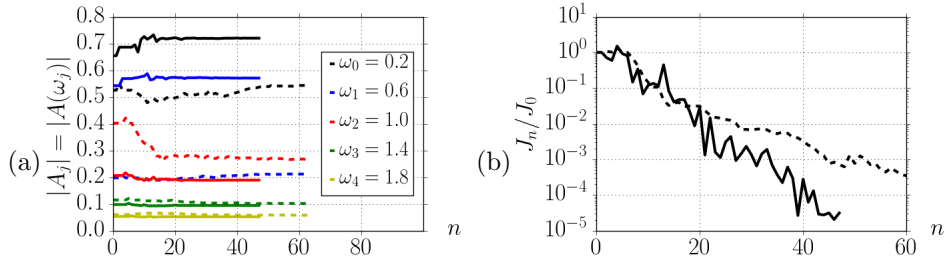 (a)
|A_j| = |A(ω_j)|
0.8
0.7
0.6
0.5
0.4
0.3
0.2
0.1
0.0
0 20 40 60 80 n
ω_0 = 0.2
ω_1 = 0.6
ω_2 = 1.0
ω_3 = 1.4
ω_4 = 1.8
(b)
J_n/J_0
10^1
10^0
10^-1
10^-2
10^-3
10^-4
10^-5
0 20 40 60 n